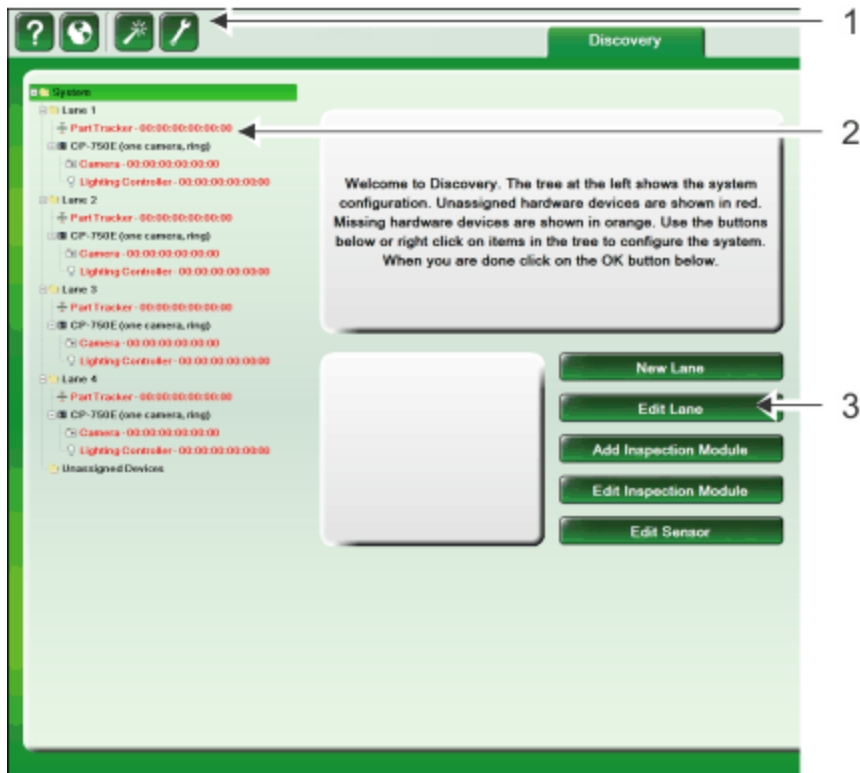 ?
1
Discovery
System
Lane 1
Part Tracker - 00:00:00:00:00:00
2
CP-750E (one camera, ring)
Camera - 00:00:00:00:00:00
Lighting Controller - 00:00:00:00:00:00
Lane 2
Part Tracker - 00:00:00:00:00:00
CP-750E (one camera, ring)
Camera - 00:00:00:00:00:00
Lighting Controller - 00:00:00:00:00:00
Lane 3
Part Tracker - 00:00:00:00:00:00
CP-750E (one camera, ring)
Camera - 00:00:00:00:00:00
Lighting Controller - 00:00:00:00:00:00
Lane 4
Part Tracker - 00:00:00:00:00:00
CP-750E (one camera, ring)
Camera - 00:00:00:00:00:00
Lighting Controller - 00:00:00:00:00:00
Unassigned Devices
Welcome to Discovery. The tree at the left shows the system
configuration. Unassigned hardware devices are shown in red.
Missing hardware devices are shown in orange. Use the buttons
below or right click on items in the tree to configure the system.
When you are done click on the OK button below.
New Lane
Edit Lane
3
Add Inspection Module
Edit Inspection Module
Edit Sensor